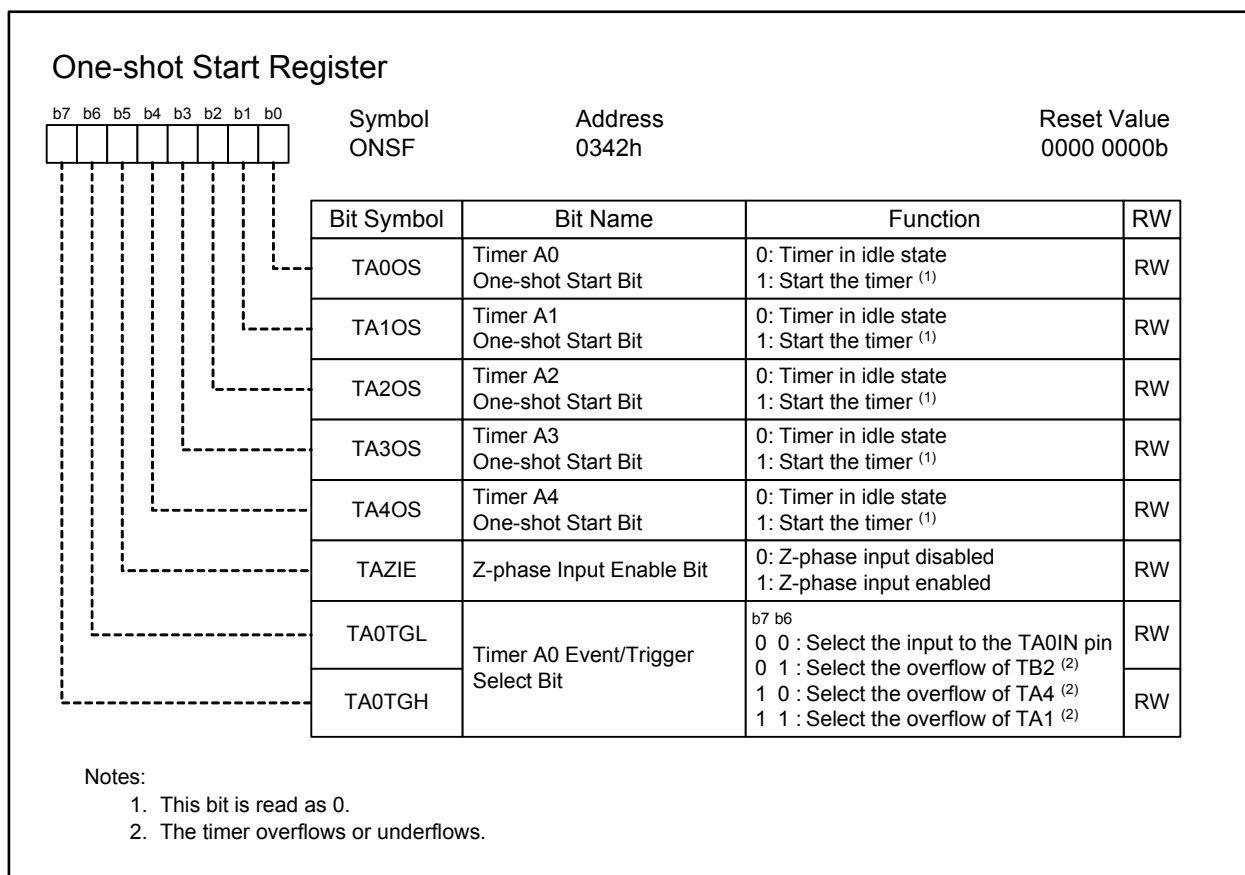 One-shot Start Register
b7 b6 b5 b4 b3 b2 b1 b0
Symbol Address Reset Value
ONSF 0342h 0000 0000b
Bit Symbol Bit Name Function RW
TA0OS Timer A0 One-shot Start Bit 0: Timer in idle state RW
1: Start the timer (1)
TA1OS Timer A1 One-shot Start Bit 0: Timer in idle state RW
1: Start the timer (1)
TA2OS Timer A2 One-shot Start Bit 0: Timer in idle state RW
1: Start the timer (1)
TA3OS Timer A3 One-shot Start Bit 0: Timer in idle state RW
1: Start the timer (1)
TA4OS Timer A4 One-shot Start Bit 0: Timer in idle state RW
1: Start the timer (1)
TAZIE Z-phase Input Enable Bit 0: Z-phase input disabled RW
1: Z-phase input enabled
TA0TGL RW
TA0TGH RW
Timer A0 Event/Trigger
Select Bit
b7 b6
0 0 : Select the input to the TA0IN pin
0 1 : Select the overflow of TB2 (2)
1 0 : Select the overflow of TA4 (2)
1 1 : Select the overflow of TA1 (2)
Notes:
1. This bit is read as 0.
2. The timer overflows or underflows.